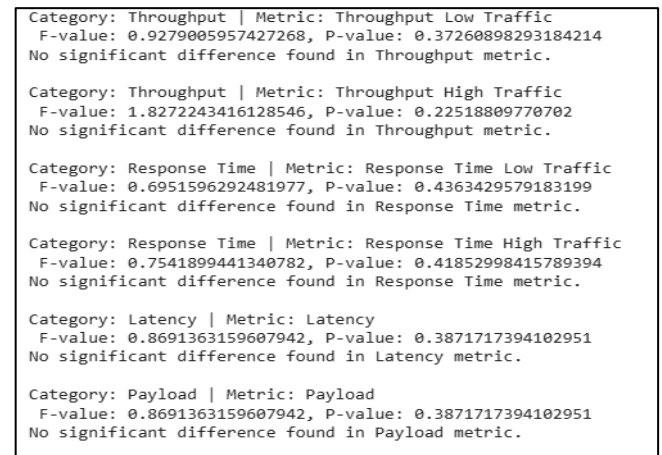 Category: Throughput | Metric: Throughput Low Traffic
F-value: 0.9279005957427268, P-value: 0.37260898293184214
No significant difference found in Throughput metric.
Category: Throughput | Metric: Throughput High Traffic
F-value: 1.8272243416128546, P-value: 0.22518809770702
No significant difference found in Throughput metric.
Category: Response Time | Metric: Response Time Low Traffic
F-value: 0.6951596292481977, P-value: 0.4363429579183199
No significant difference found in Response Time metric.
Category: Response Time | Metric: Response Time High Traffic
F-value: 0.7541899441340782, P-value: 0.41852998415789394
No significant difference found in Response Time metric.
Category: Latency | Metric: Latency
F-value: 0.8691363159607942, P-value: 0.3871717394102951
No significant difference found in Latency metric.
Category: Payload | Metric: Payload
F-value: 0.8691363159607942, P-value: 0.3871717394102951
No significant difference found in Payload metric.